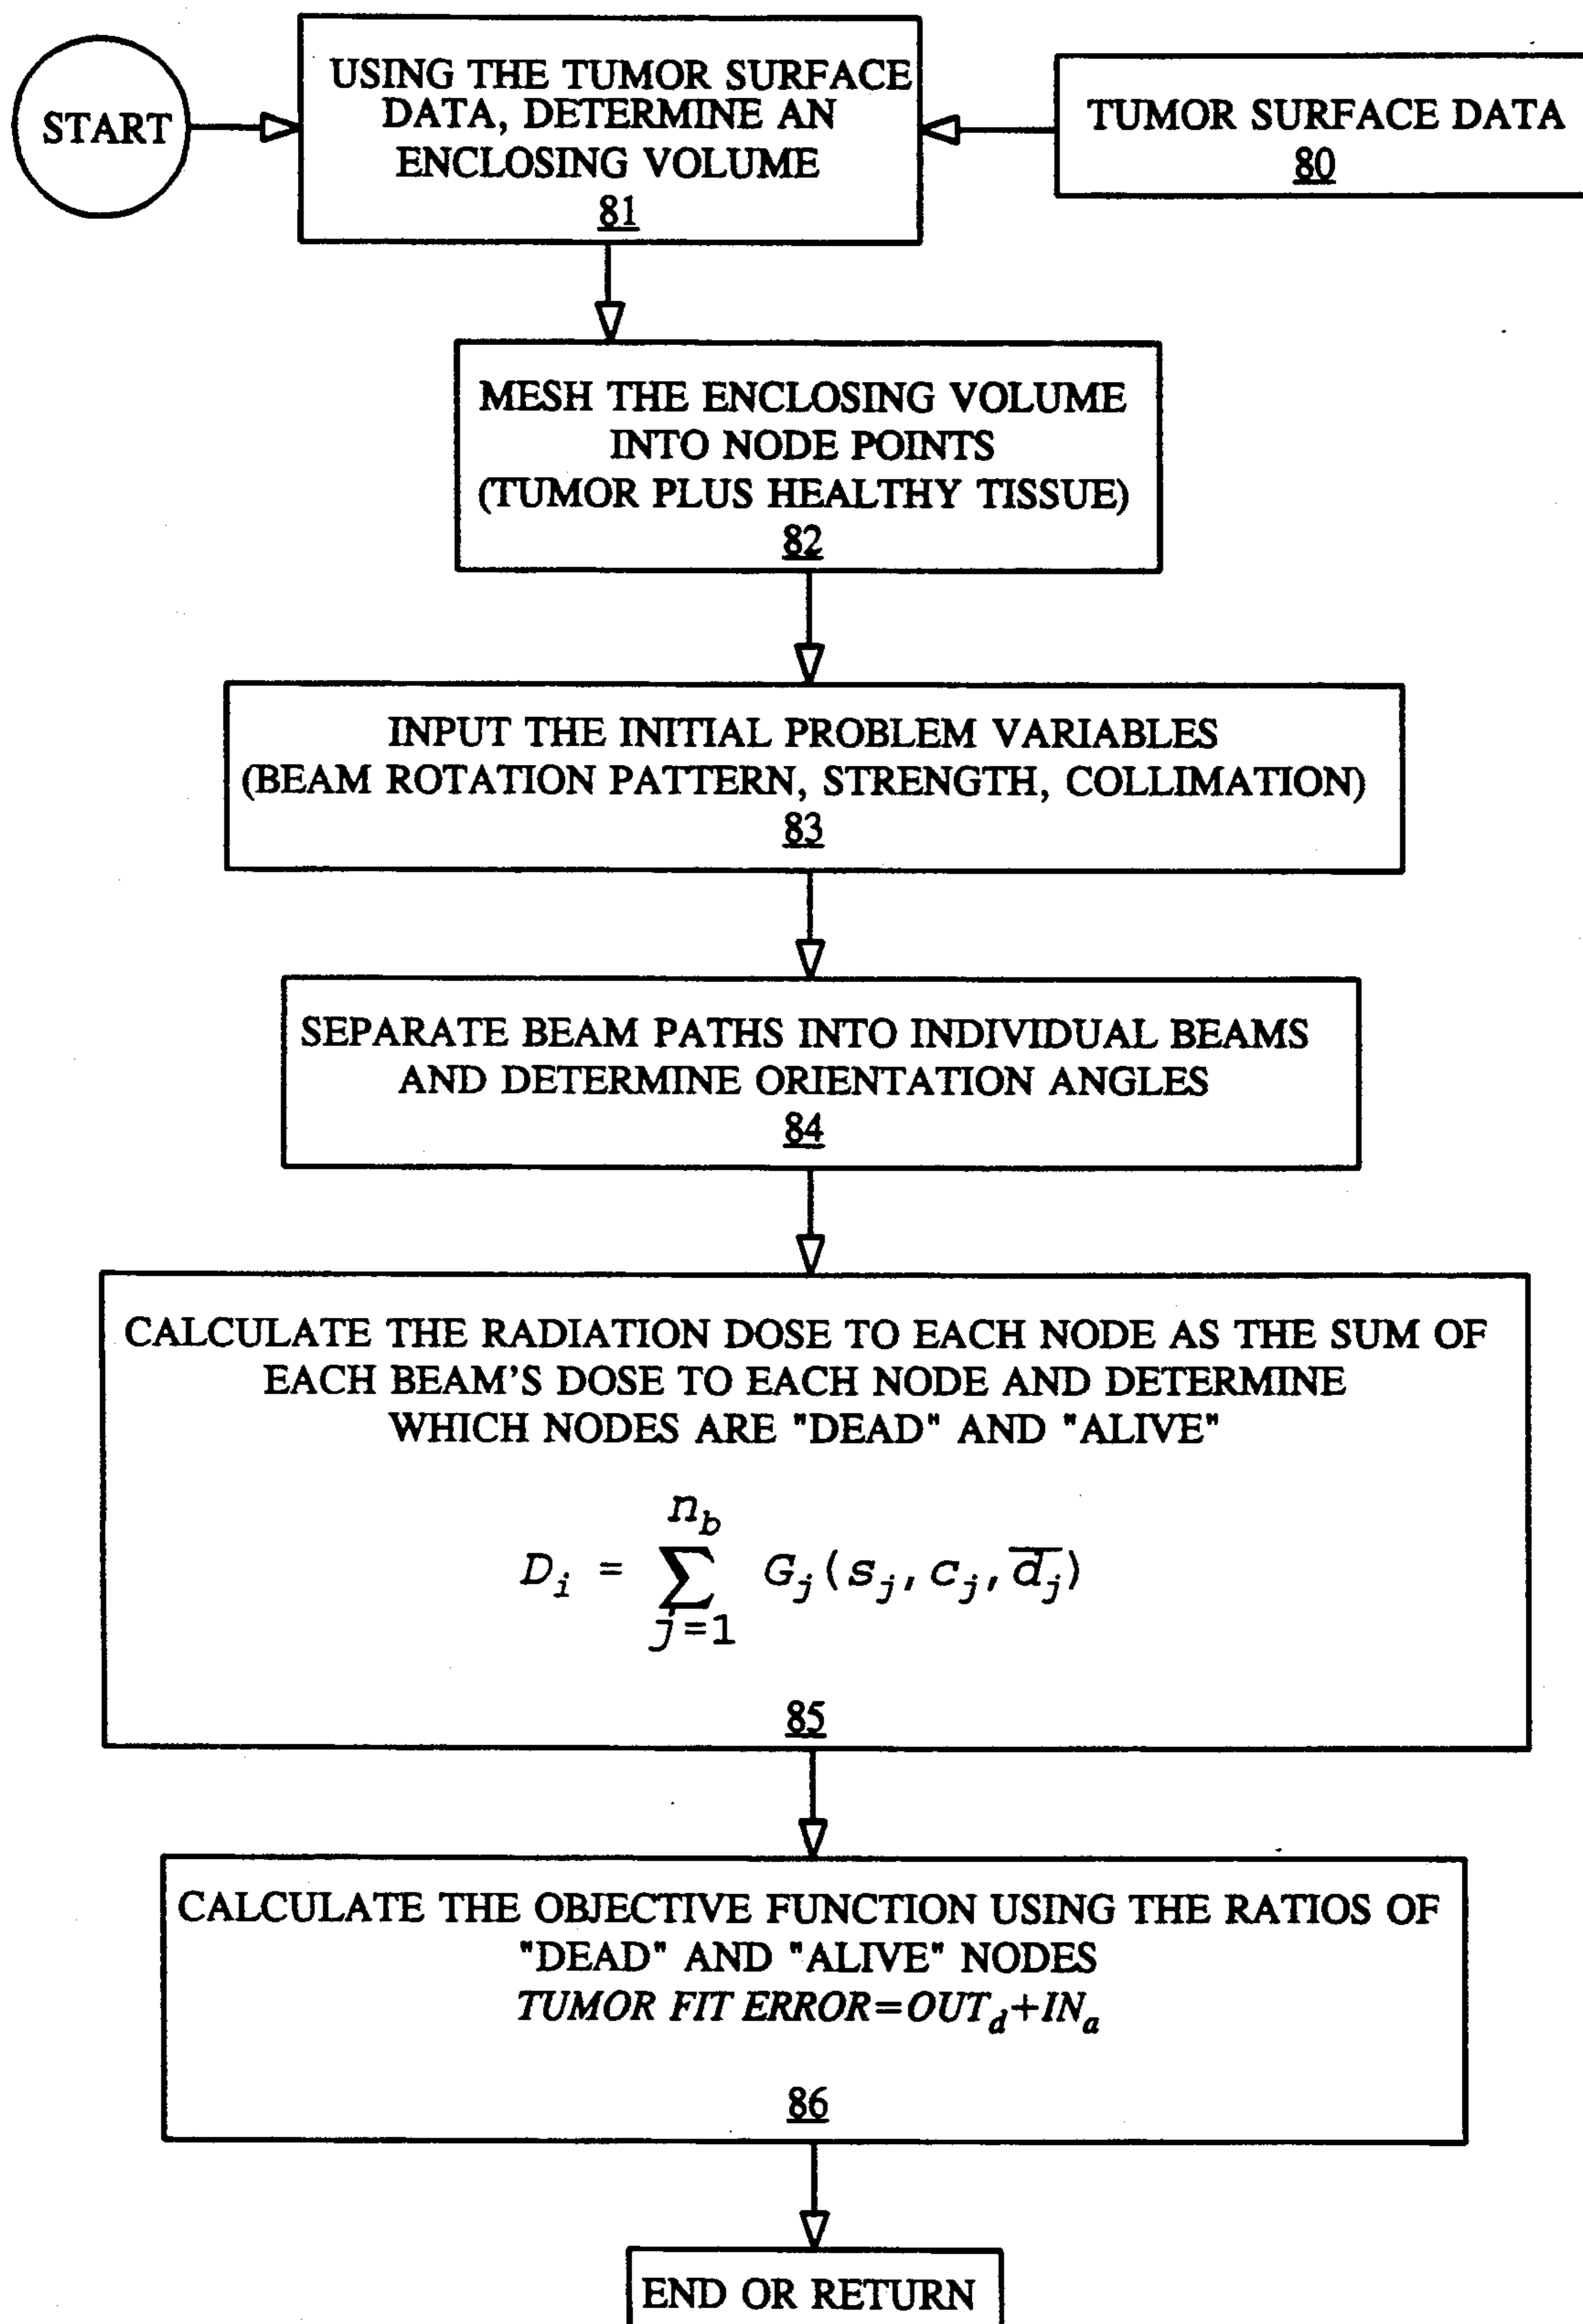 START
USING THE TUMOR SURFACE
DATA, DETERMINE AN
ENCLOSING VOLUME
81
TUMOR SURFACE DATA
80
MESH THE ENCLOSING VOLUME
INTO NODE POINTS
(TUMOR PLUS HEALTHY TISSUE)
82
INPUT THE INITIAL PROBLEM VARIABLES
(BEAM ROTATION PATTERN, STRENGTH, COLLIMATION)
83
SEPARATE BEAM PATHS INTO INDIVIDUAL BEAMS
AND DETERMINE ORIENTATION ANGLES
84
CALCULATE THE RADIATION DOSE TO EACH NODE AS THE SUM OF
EACH BEAM'S DOSE TO EACH NODE AND DETERMINE
WHICH NODES ARE "DEAD" AND "ALIVE"
$D_i = \sum_{j=1}^{n_b} G_j(s_j, c_j, \overline{d_j})$
85
CALCULATE THE OBJECTIVE FUNCTION USING THE RATIOS OF
"DEAD" AND "ALIVE" NODES
TUMOR FIT ERROR=OUT_d+IN_a
86
END OR RETURN